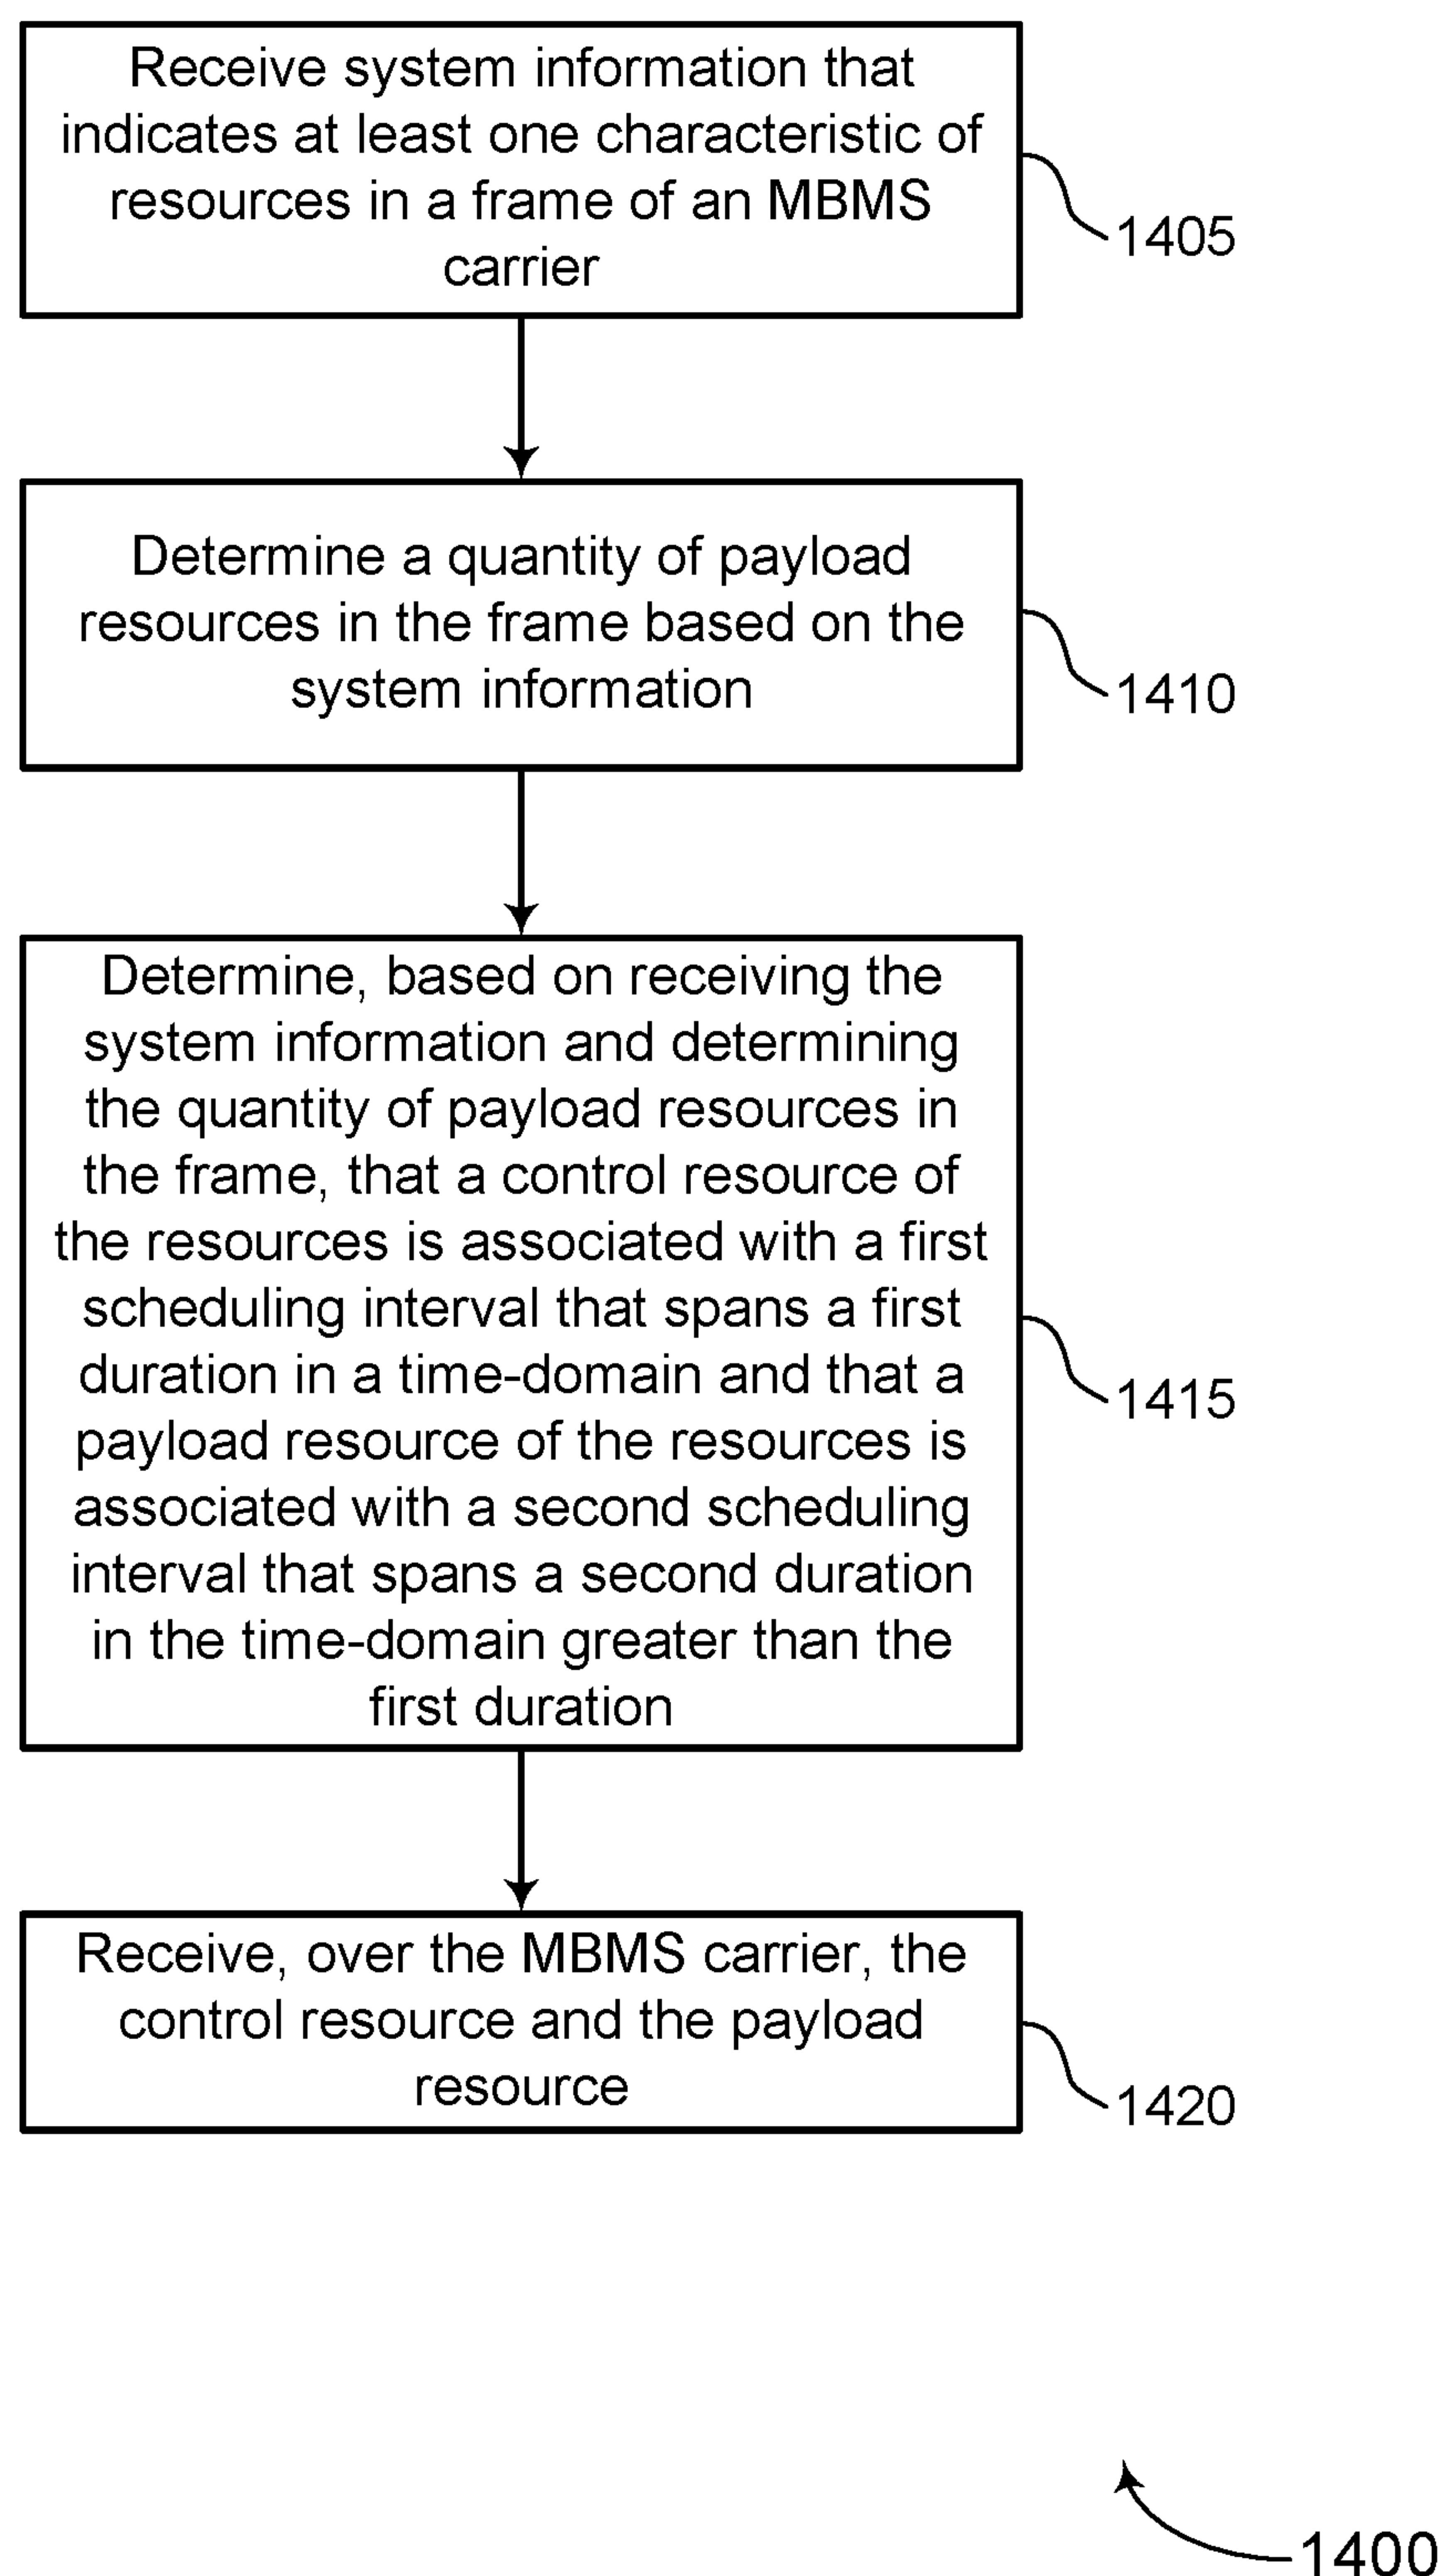 Receive system information that
indicates at least one characteristic of
resources in a frame of an MBMS
carrier
1405
Determine a quantity of payload
resources in the frame based on the
system information
1410
Determine, based on receiving the
system information and determining
the quantity of payload resources in
the frame, that a control resource of
the resources is associated with a first
scheduling interval that spans a first
duration in a time-domain and that a
payload resource of the resources is
associated with a second scheduling
interval that spans a second duration
in the time-domain greater than the
first duration
1415
Receive, over the MBMS carrier, the
control resource and the payload
resource
1420
1400